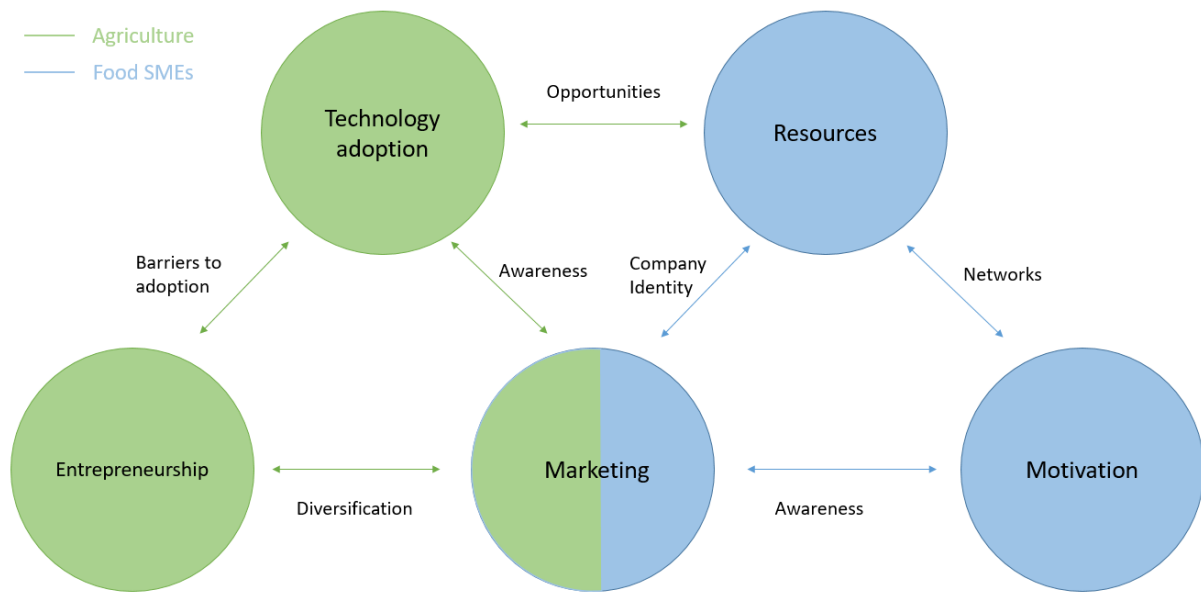 Agriculture
Food SMEs
Technology
adoption
Opportunities
Resources
Barriers to
adoption
Awareness
Company
Identity
Networks
Entrepreneurship
Diversification
Marketing
Awareness
Motivation